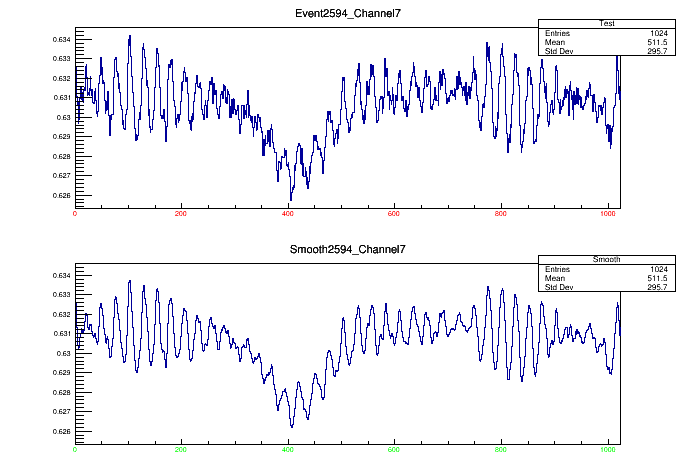 Event2594_Channel7
Test
Entries 1024
Mean 511.5
Std Dev 295.7
0.634
0.633
0.632
0.631
0.63
0.629
0.628
0.627
0.626
0 200 400 600 800 1000
Smooth2594_Channel7
Smooth
Entries 1024
Mean 511.5
Std Dev 295.7
0.634
0.633
0.632
0.631
0.63
0.629
0.628
0.627
0.626
0 200 400 600 800 1000